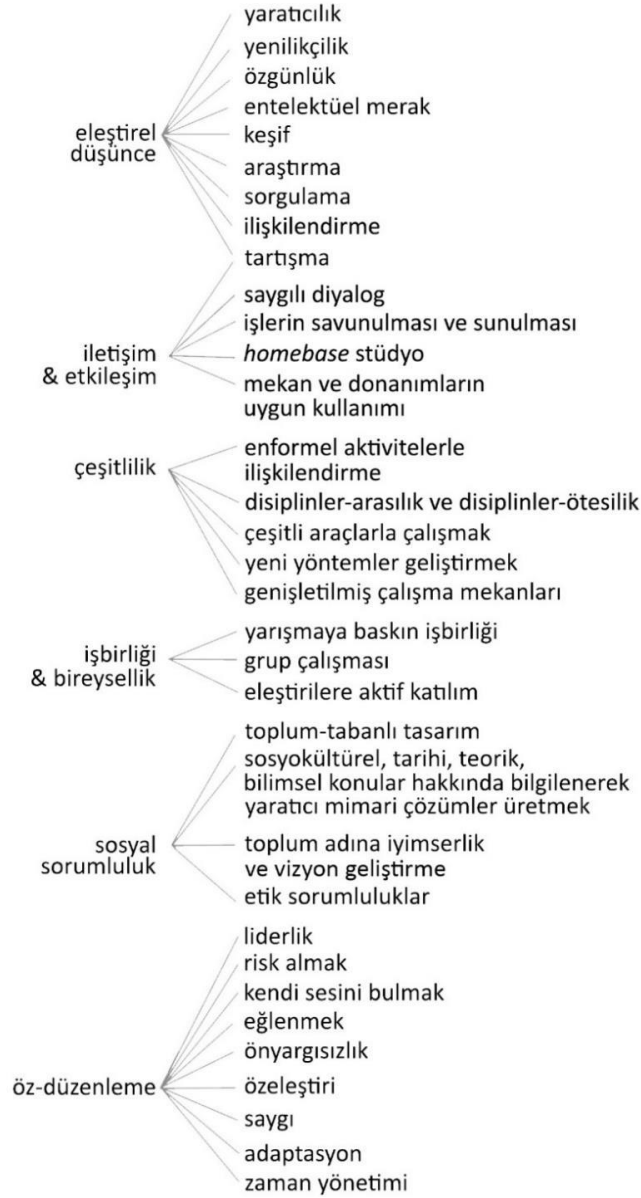 yaratıcılık
yenilikçilik
özgünlük
entelektüel merak
eleştirel
düşünce
keşif
araştırma
sorgulama
ilişkilendirme
tartışma
saygılı diyalog
işlerin savunulması ve sunulması
iletişim
& etkileşim
homebase stüdyo
mekan ve donanımların
uygun kullanımı
çeşitlilik
enformel aktivitelerle
ilişkilendirme
disiplinler-arasılık ve disiplinler-ötesilik
çeşitli araçlarla çalışmak
yeni yöntemler geliştirmek
genişletilmiş çalışma mekanları
işbirliği
& bireysellik
yarışmaya baskın işbirliği
grup çalışması
eleştirilere aktif katılım
sosyal
sorumluluk
toplum-tabanlı tasarım
sosyokültürel, tarihi, teorik,
bilimsel konular hakkında bilgilenerek
yaratıcı mimari çözümler üretmek
toplum adına iyimserlik
ve vizyon geliştirme
etik sorumluluklar
öz-düzenleme
liderlik
risk almak
kendi sesini bulmak
eğlenmek
önyargısızlık
özeleştiri
saygı
adaptasyon
zaman yönetimi